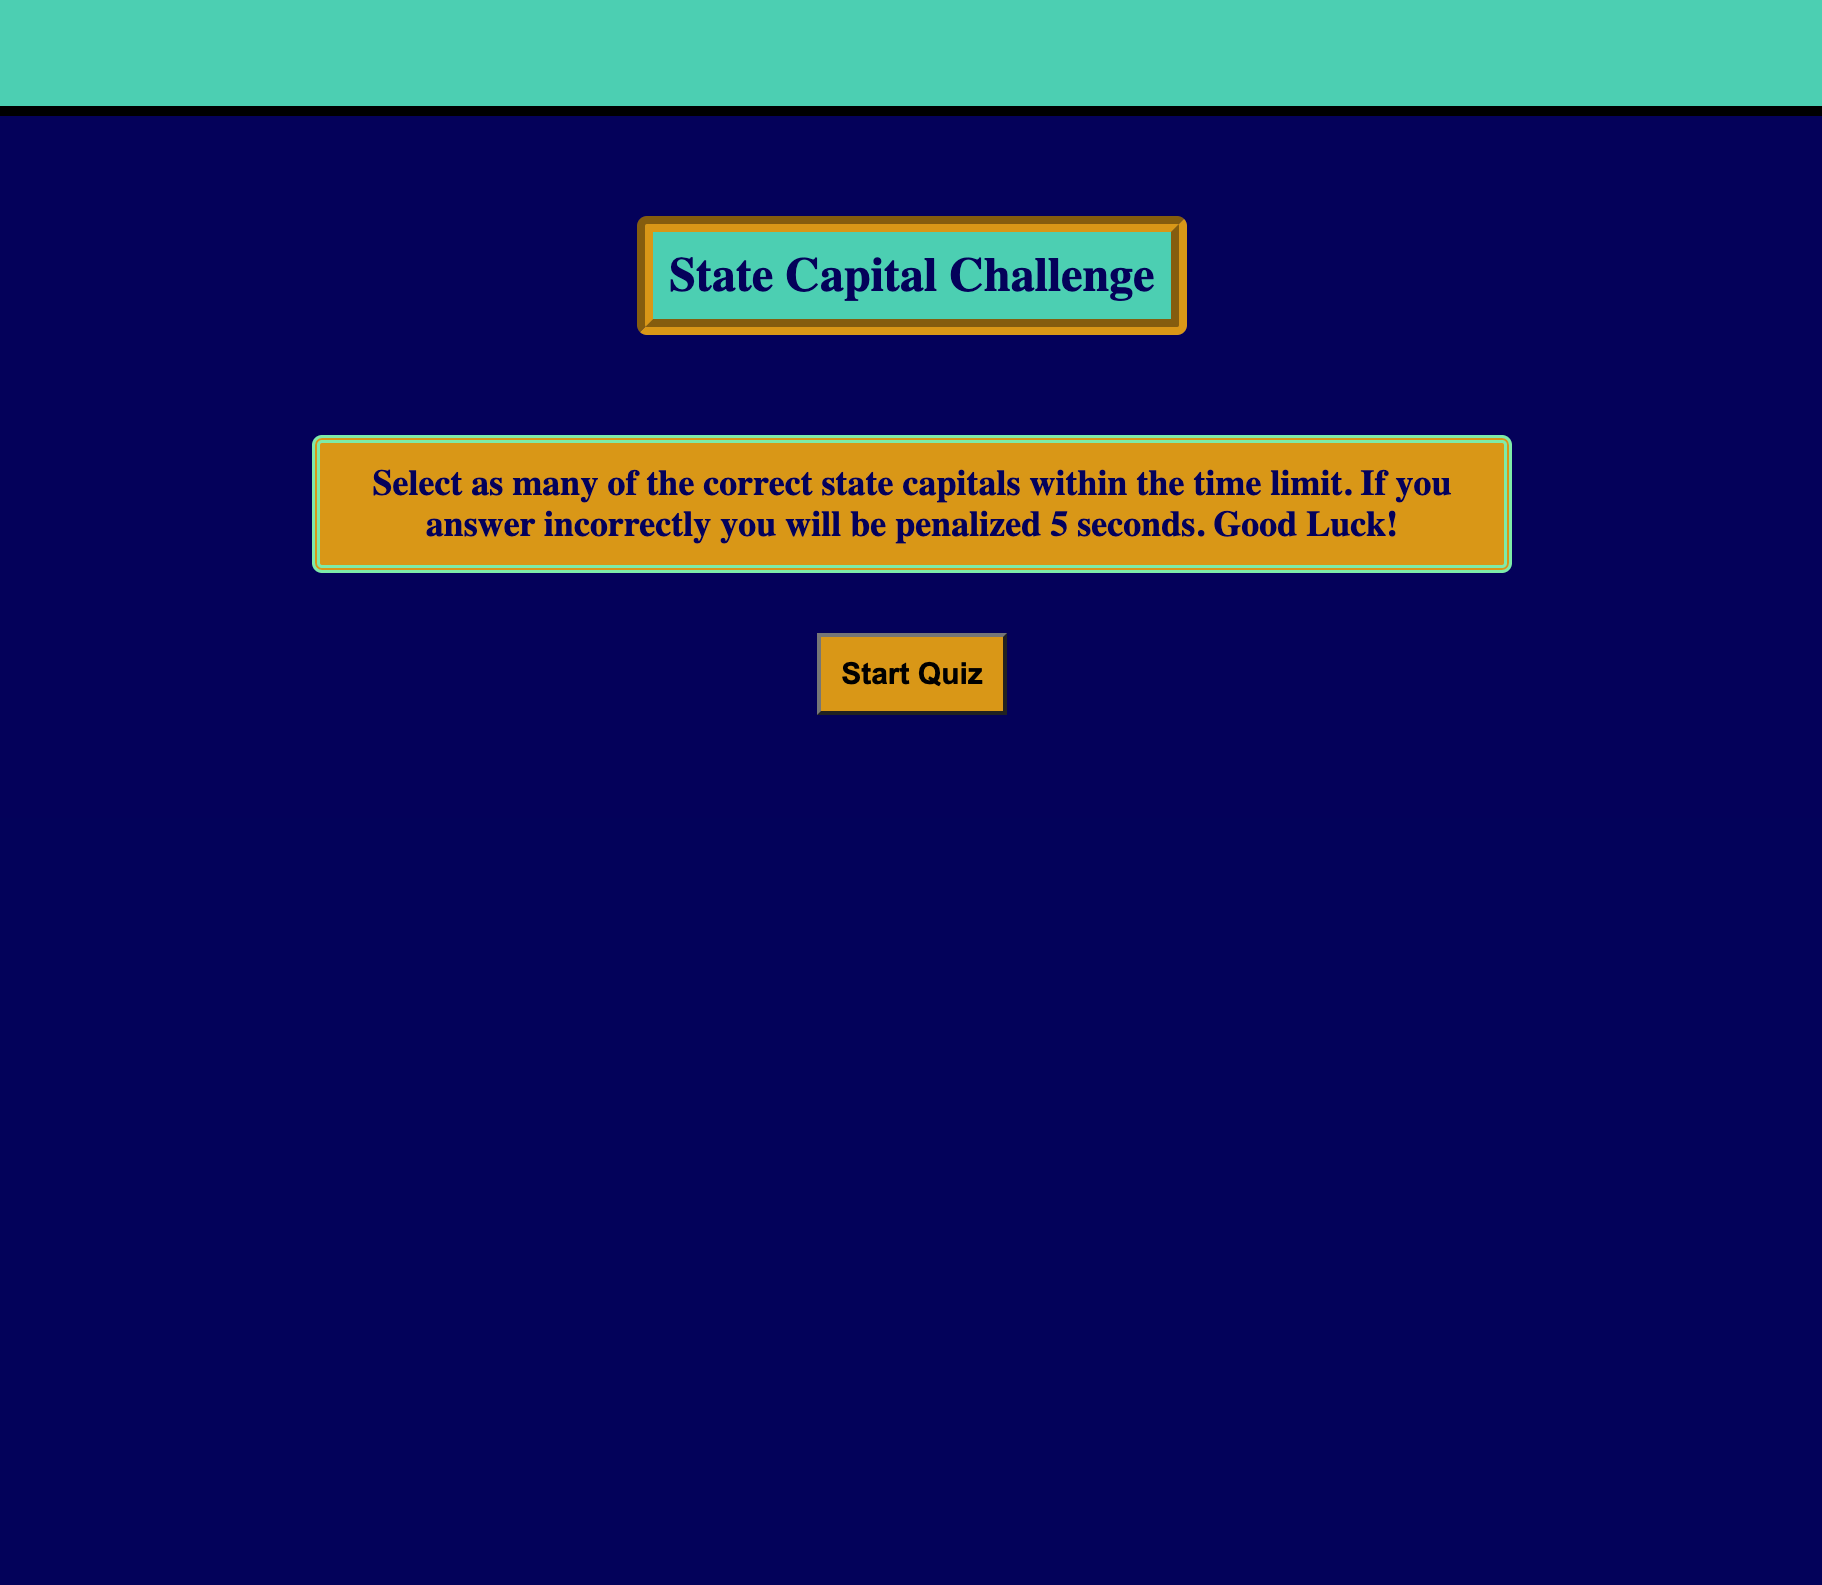 State Capital Challenge
Select as many of the correct state capitals within the time limit. If you
answer incorrectly you will be penalized 5 seconds. Good Luck!
Start Quiz